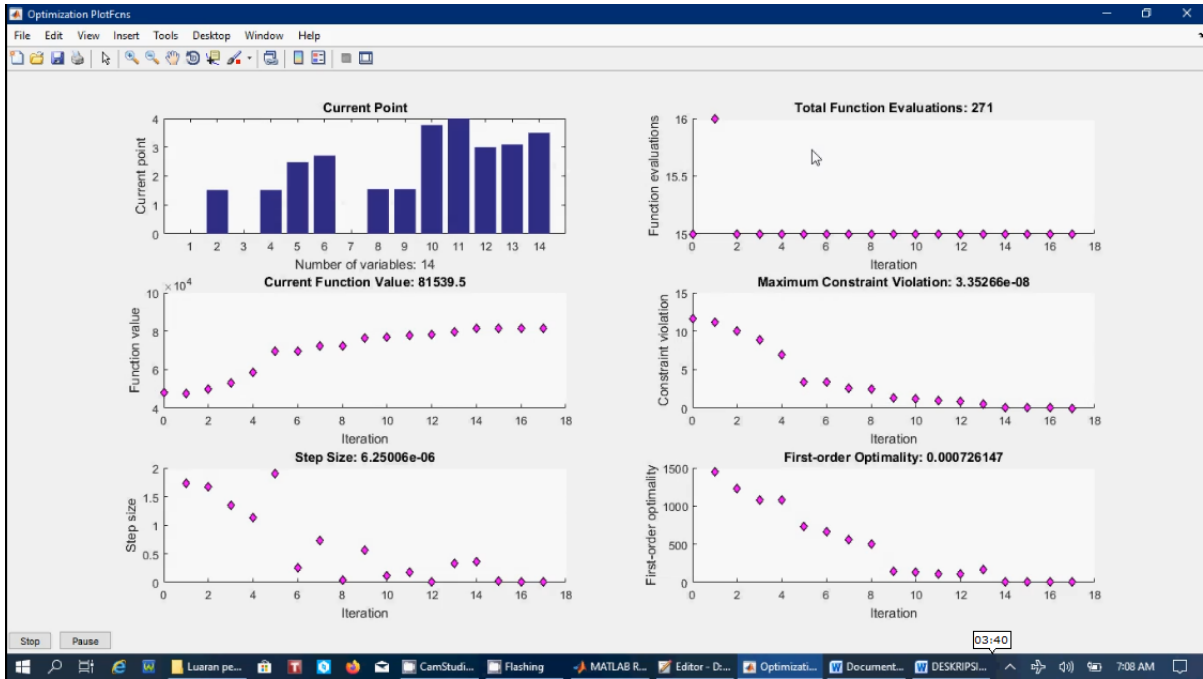 Optimization PlotFcns
File Edit View Insert Tools Desktop Window Help
Current Point
4
3
2
1
0
Current point
1 2 3 4 5 6 7 8 9 10 11 12 13 14
Number of variables: 14
Total Function Evaluations: 271
16
15.5
15
Function evaluations
0 2 4 6 8 10 12 14 16 18
Iteration
Current Function Value: 81539.5
×10^4
10
8
6
4
Function value
0 2 4 6 8 10 12 14 16 18
Iteration
Maximum Constraint Violation: 3.35266e-08
15
10
5
0
Constraint violation
0 2 4 6 8 10 12 14 16 18
Iteration
Step Size: 6.25006e-06
2
1.5
1
0.5
0
Step size
0 2 4 6 8 10 12 14 16 18
Iteration
First-order Optimality: 0.000726147
1500
1000
500
0
First-order optimality
0 2 4 6 8 10 12 14 16 18
Iteration
Stop Pause
03:40
Luaran pe... CamStudi... Flashing MATLAB R... Editor - D:... Optimizati... Document... DESKRIPSI... 7:08 AM